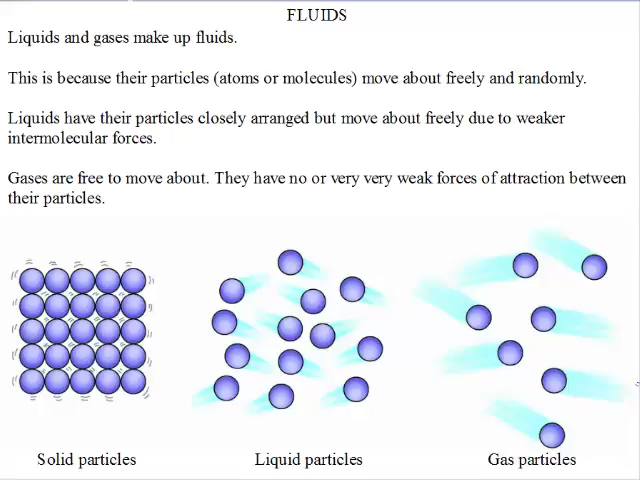 FLUIDS
Liquids and gases make up fluids.
This is because their particles (atoms or molecules) move about freely and randomly.
Liquids have their particles closely arranged but move about freely due to weaker
intermolecular forces.
Gases are free to move about. They have no or very very weak forces of attraction between
their particles.
Solid particles
Liquid particles
Gas particles